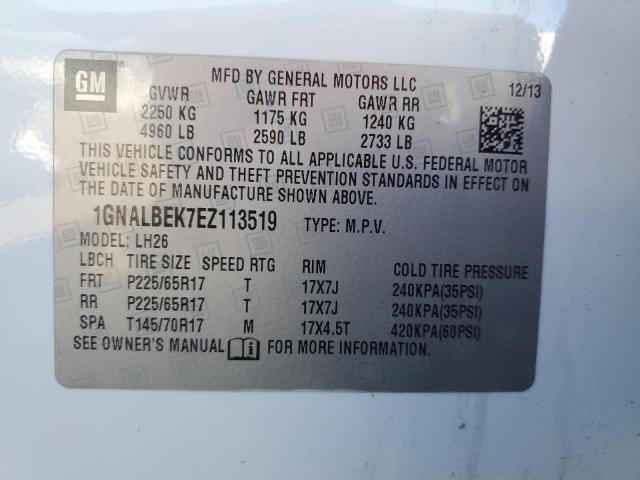 GM
MFD BY GENERAL MOTORS LLC
12/13
GVWR GAWR FRT GAWR RR
2250 KG 1175 KG 1240 KG
4960 LB 2590 LB 2733 LB
THIS VEHICLE CONFORMS TO ALL APPLICABLE U.S. FEDERAL MOTOR
VEHICLE SAFETY AND THEFT PREVENTION STANDARDS IN EFFECT ON
THE DATE OF MANUFACTURE SHOWN ABOVE.
1GNALBEK7EZ113519 TYPE: M.P.V.
MODEL: LH26
LBCH TIRE SIZE SPEED RTG RIM COLD TIRE PRESSURE
FRT P225/65R17 T 17X7J 240KPA(35PSI)
RR P225/65R17 T 17X7J 240KPA(35PSI)
SPA T145/70R17 M 17X4.5T 420KPA(60PSI)
SEE OWNER'S MANUAL FOR MORE INFORMATION.